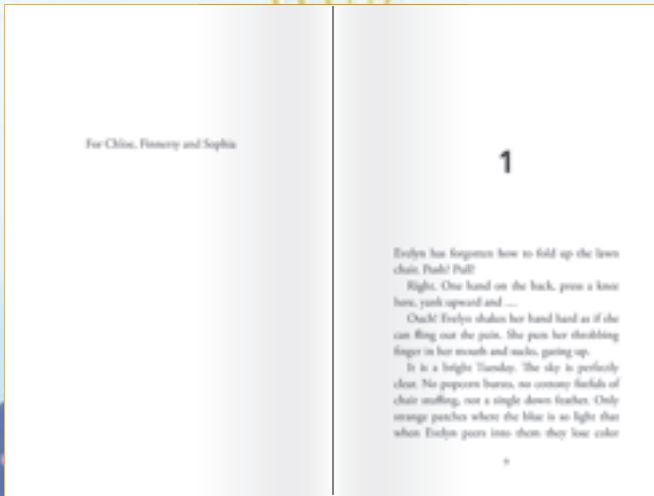 For Chloe, Finnerty and Sophia
1
Evelyn has forgotten how to fold up the lawn
chair. Push? Pull?
Right. One hand on the back, press a knee
here, yank upward and ....
Ouch! Evelyn shakes her hand hard as if she
can fling out the pain. She puts her throbbing
finger in her mouth and sucks, gazing up.
It is a bright Tuesday. The sky is perfectly
clear. No popcorn bursts, no cottony fistfuls of
chair stuffing, not a single down feather. Only
strange patches where the blue is so light that
when Evelyn peers into them they lose color
9